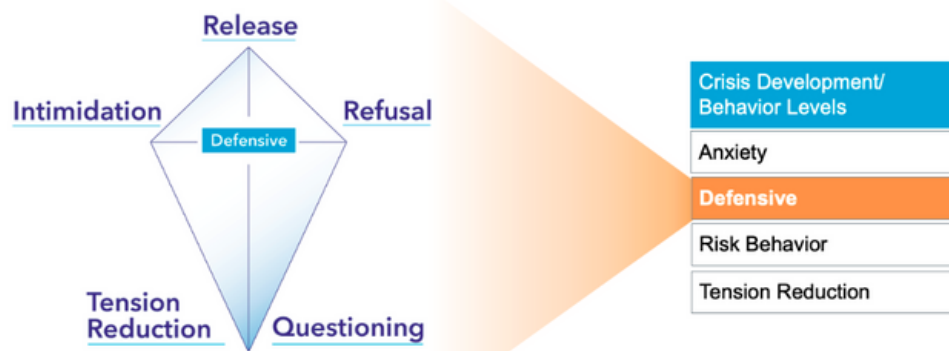 Release
Intimidation
Refusal
Defensive
Tension
Reduction
Questioning
Crisis Development/
Behavior Levels
Anxiety
Defensive
Risk Behavior
Tension Reduction